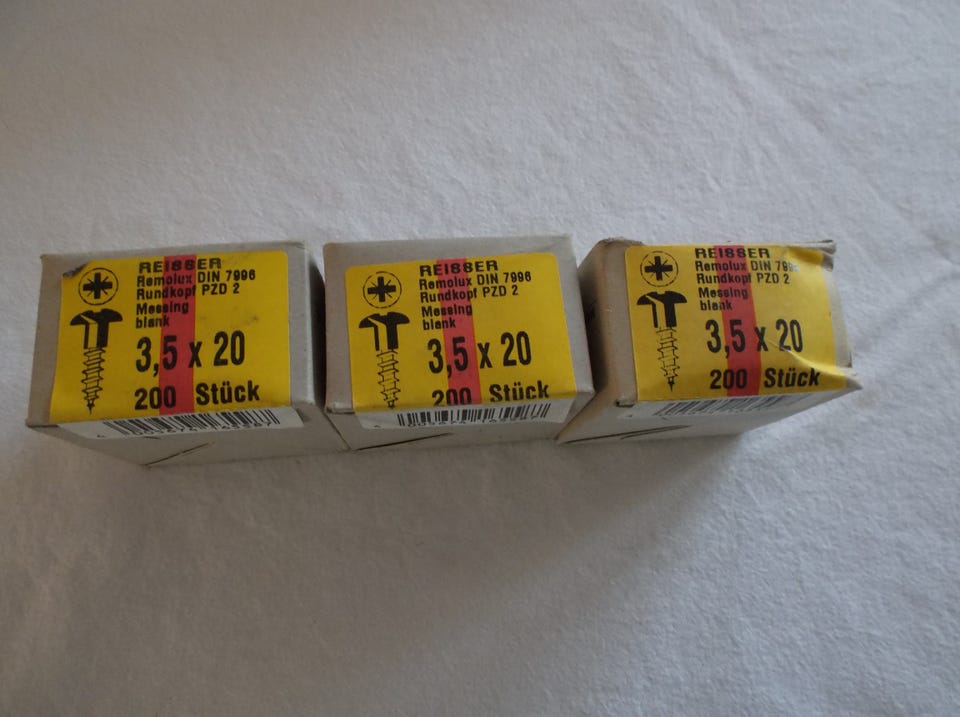 REISSER
Remolux DIN 7996
Rundkopf PZD 2
Messing
blank
3,5 x 20
200 Stück
REISSER
Remolux DIN 7996
Rundkopf PZD 2
Messing
blank
3,5 x 20
200 Stück
REISSER
Remolux DIN 7996
Rundkopf PZD 2
Messing
blank
3,5 x 20
200 Stück